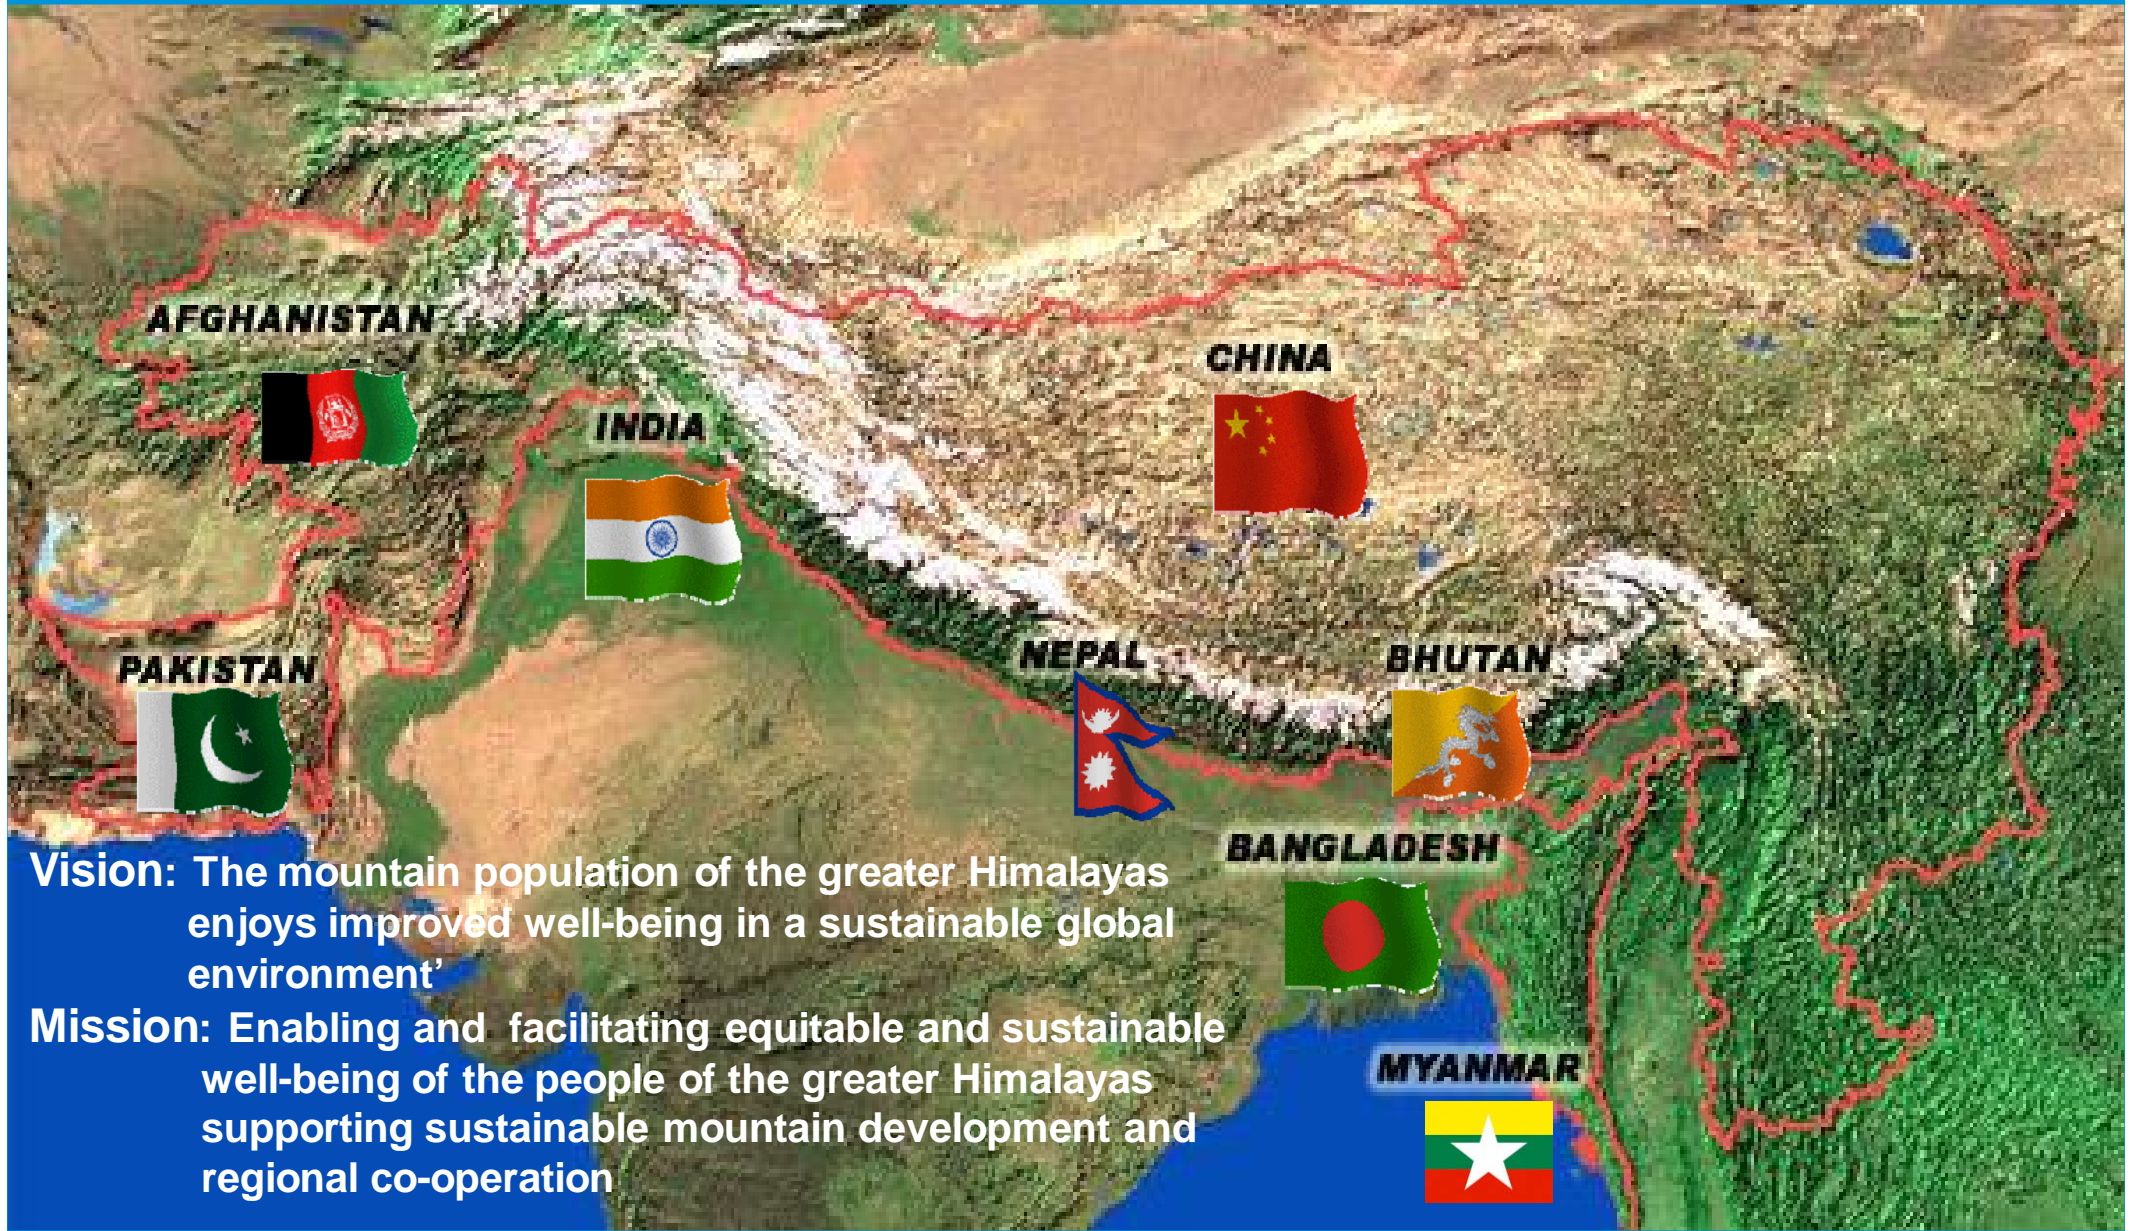 AFGHANISTAN
CHINA
INDIA
NEPAL
BHUTAN
PAKISTAN
BANGLADESH
Vision: The mountain population of the greater Himalayas
enjoys improved well-being in a sustainable global
environment’
Mission: Enabling and facilitating equitable and sustainable
well-being of the people of the greater Himalayas
supporting sustainable mountain development and
regional co-operation
MYANMAR